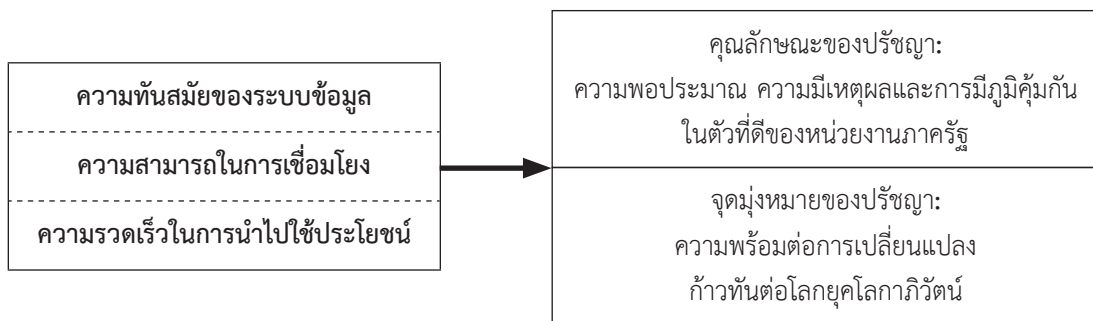 ความทันสมัยของระบบข้อมูล
ความสามารถในการเชื่อมโยง
ความรวดเร็วในการนำไปใช้ประโยชน์
คุณลักษณะของปรัชญา:
ความพอประมาณ ความมีเหตุผลและการมีภูมิคุ้มกัน
ในตัวที่ดีของหน่วยงานภาครัฐ
จุดมุ่งหมายของปรัชญา:
ความพร้อมต่อการเปลี่ยนแปลง
ก้าวทันต่อโลกยุคโลกาภิวัตน์